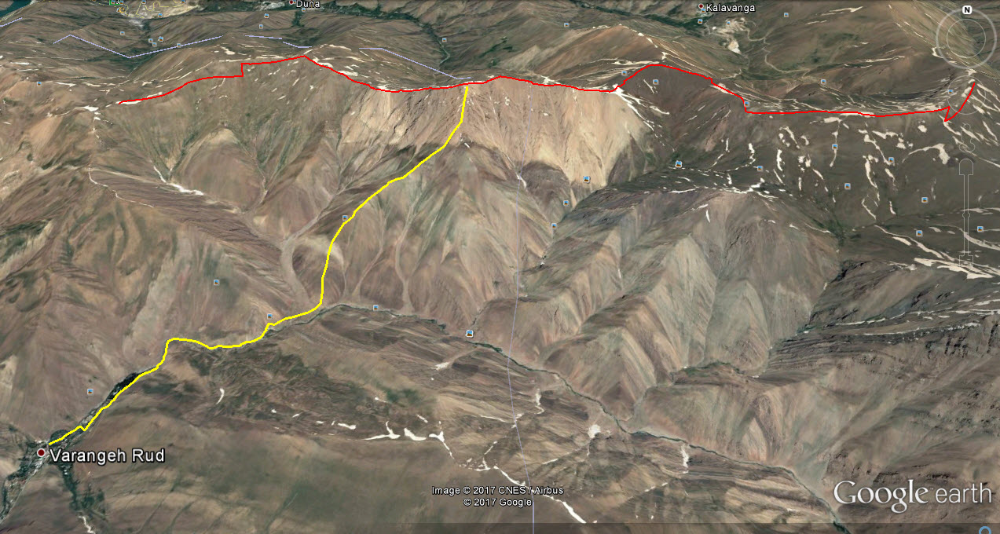 Duna
Kalavanga
N
Varangeh Rud
Image © 2017 CNES / Airbus
© 2017 Google
Google earth